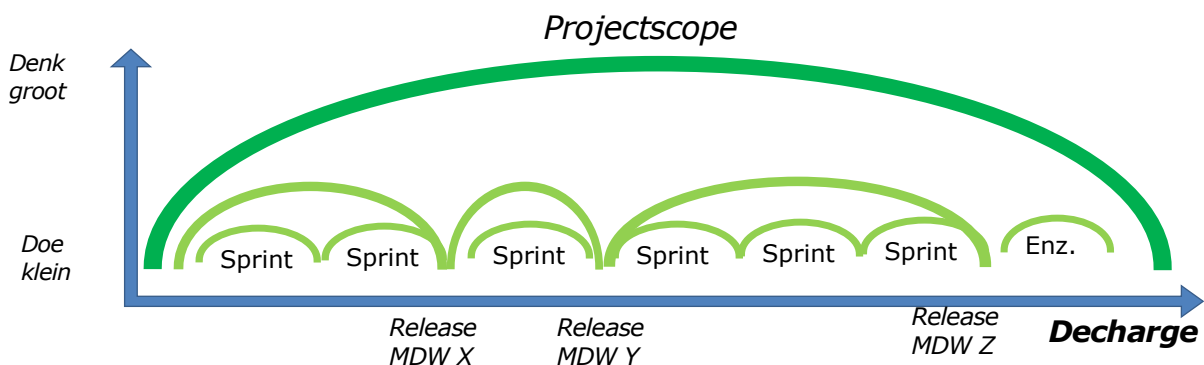 Projectscope
Denk
groot
Doe
klein
Sprint
Sprint
Sprint
Sprint
Sprint
Sprint
Enz.
Release
MDW X
Release
MDW Y
Release
MDW Z
Decharge